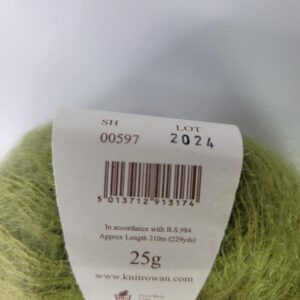 SH LOT
00597 2024
5 013712 913174
In accordance with B.S.984
Approx Length 210m (229yds)
25g
www.knitrowan.com